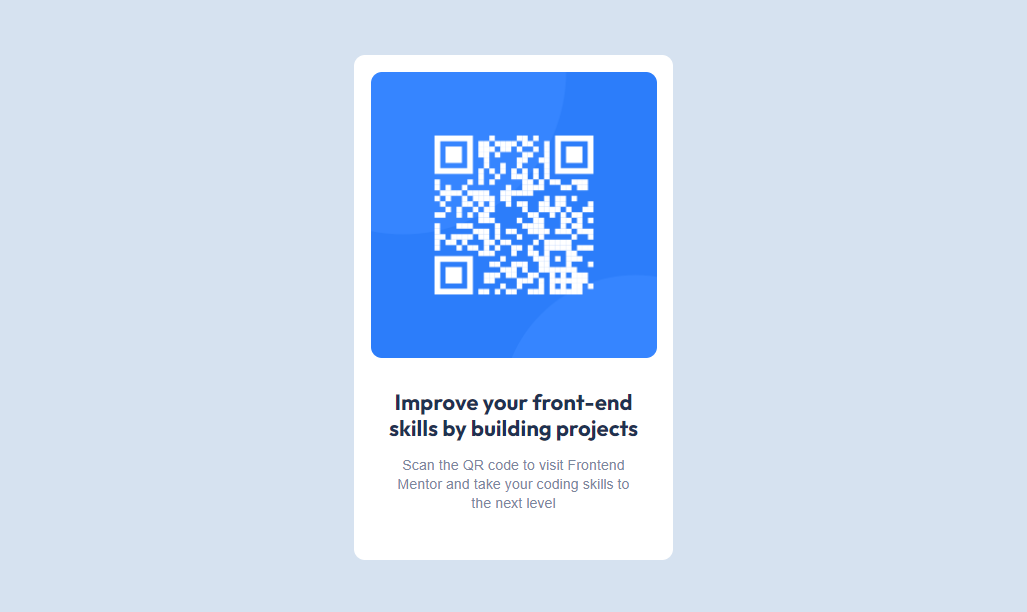 Improve your front-end
skills by building projects
Scan the QR code to visit Frontend
Mentor and take your coding skills to
the next level